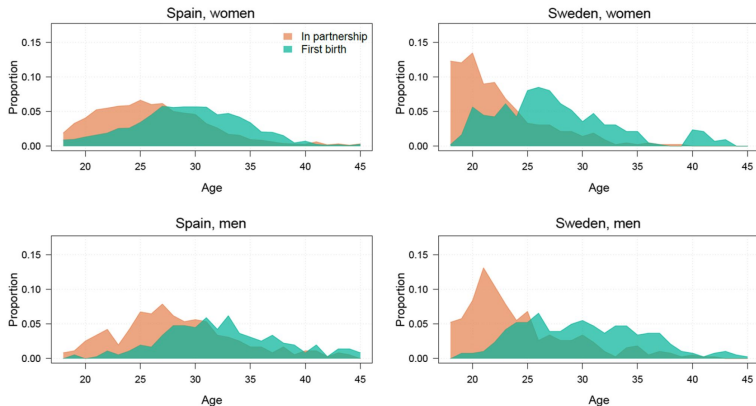 Spain, women
In partnership
First birth
Proportion
0.15
0.10
0.05
0.00
20 25 30 35 40 45
Age
Sweden, women
Proportion
0.15
0.10
0.05
0.00
20 25 30 35 40 45
Age
Spain, men
Proportion
0.15
0.10
0.05
0.00
20 25 30 35 40 45
Age
Sweden, men
Proportion
0.15
0.10
0.05
0.00
20 25 30 35 40 45
Age